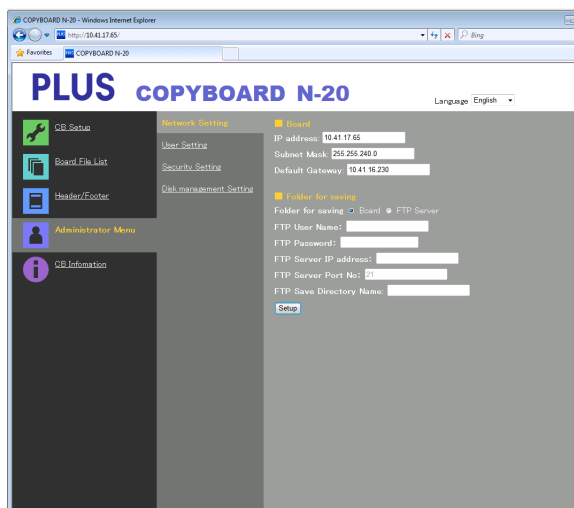 COPYBOARD N-20 - Windows Internet Explorer
PLUS http://10.41.17.65/
Bing
Favorites PLUS COPYBOARD N-20
PLUS COPYBOARD N-20
Language English
CB Setup
Board File List
Header/Footer
Administrator Menu
CB Infomation
Network Setting
User Setting
Security Setting
Disk management Setting
Board
IP address: 10.41.17.65
Subnet Mask: 255.255.240.0
Default Gateway: 10.41.16.230
Folder for saving
Folder for saving Board FTP Server
FTP User Name:
FTP Password:
FTP Server IP address:
FTP Server Port No: 21
FTP Save Directory Name:
Setup